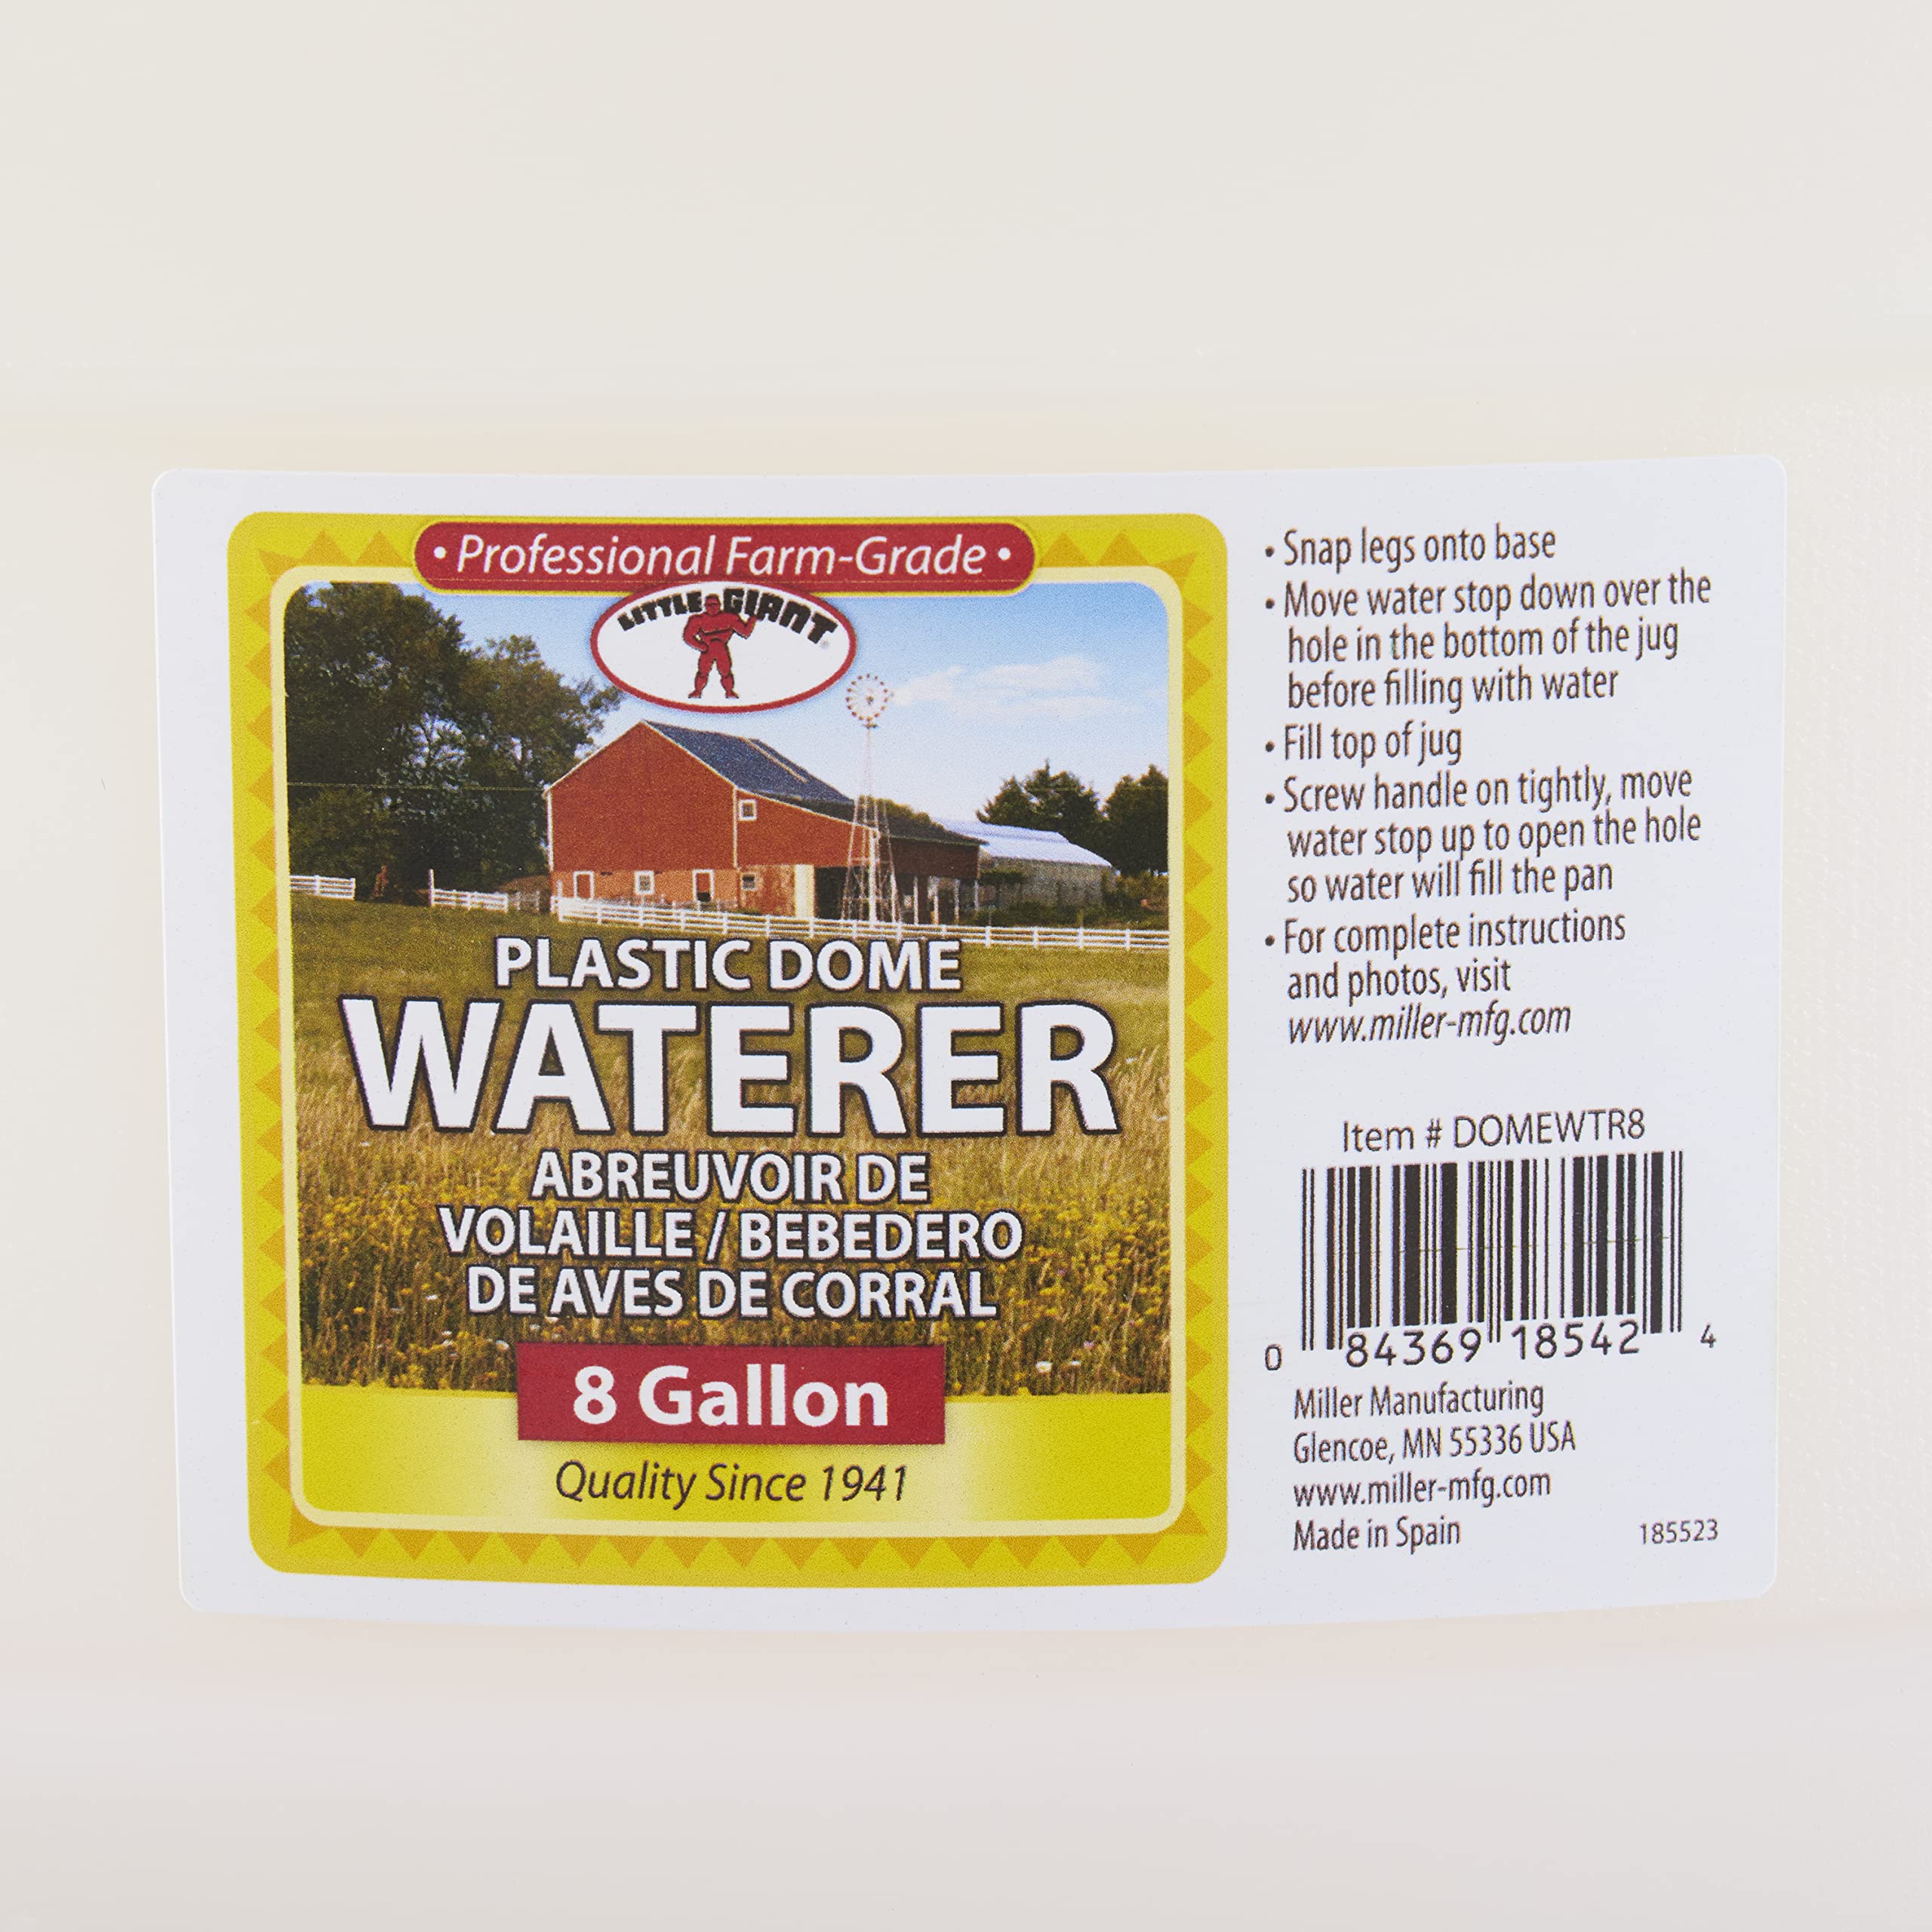 • Professional Farm-Grade •
LITTLE GIANT
PLASTIC DOME
WATERER
ABREUVOIR DE
VOLAILLE / BEBEDERO
DE AVES DE CORRAL
8 Gallon
Quality Since 1941
• Snap legs onto base
• Move water stop down over the
hole in the bottom of the jug
before filling with water
• Fill top of jug
• Screw handle on tightly, move
water stop up to open the hole
so water will fill the pan
• For complete instructions
and photos, visit
www.miller-mfg.com
Item # DOMEWTR8
0 84369 18542 4
Miller Manufacturing
Glencoe, MN 55336 USA
www.miller-mfg.com
Made in Spain
185523